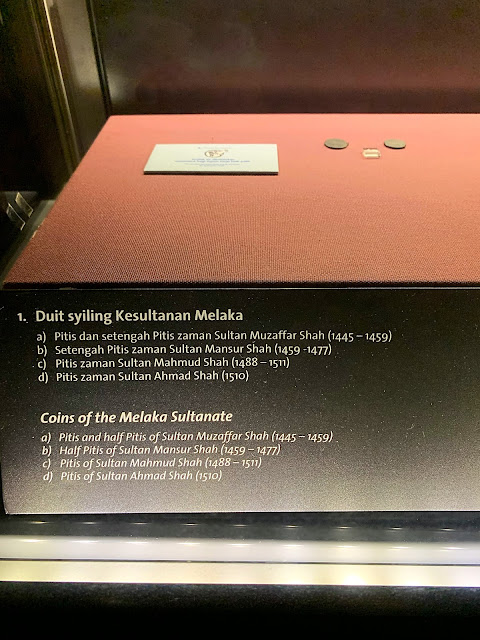 1. Duit syiling Kesultanan Melaka
a) Pitis dan setengah Pitis zaman Sultan Muzaffar Shah (1445 – 1459)
b) Setengah Pitis zaman Sultan Mansur Shah (1459 -1477)
c) Pitis zaman Sultan Mahmud Shah (1488 – 1511)
d) Pitis zaman Sultan Ahmad Shah (1510)
Coins of the Melaka Sultanate
a) Pitis and half Pitis of Sultan Muzaffar Shah (1445 – 1459)
b) Half Pitis of Sultan Mansur Shah (1459 – 1477)
c) Pitis of Sultan Mahmud Shah (1488 – 1511)
d) Pitis of Sultan Ahmad Shah (1510)